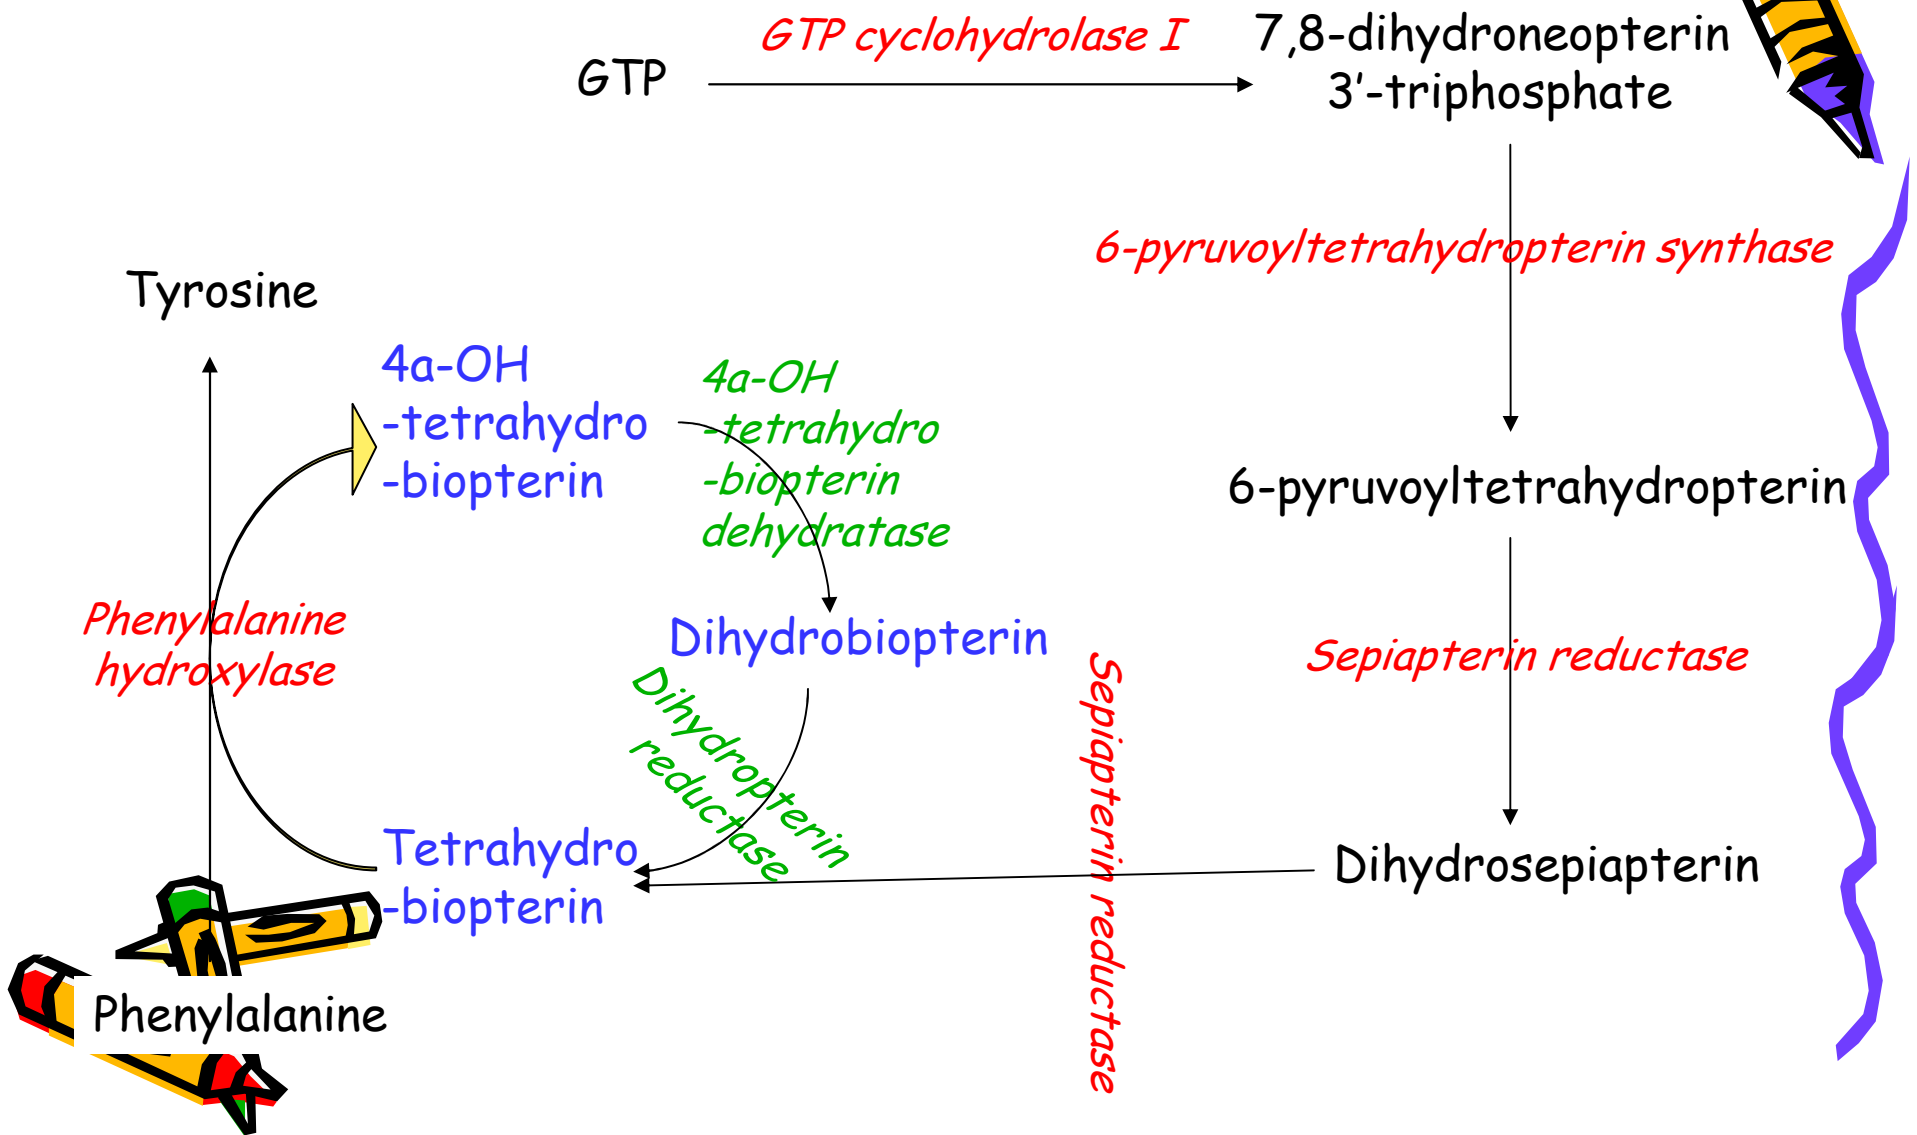 GTP cyclohydrolase I
7,8-dihydroneopterin
GTP
3’-triphosphate
6-pyruvoyltetrahydropterin synthase
Tyrosine
4a-OH
-tetrahydro
-biopterin
4a-OH
-tetrahydro
-biopterin
dehydratase
6-pyruvoyltetrahydropterin
Phenylalanine
hydroxylase
Dihydrobiopterin
Sepiapterin reductase
Dihydropterin
reductase
Sepiapterin reductase
Tetrahydro
-biopterin
Dihydrosepiapterin
Phenylalanine